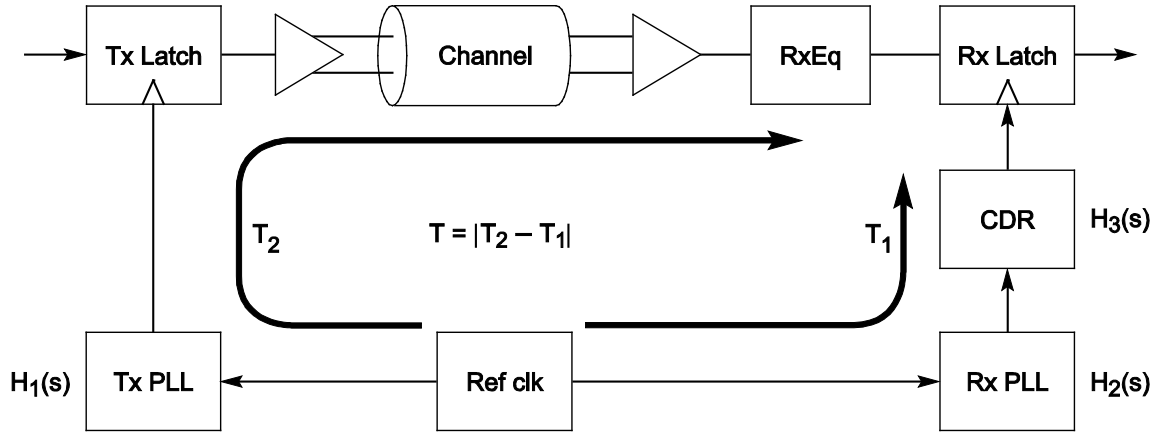 Tx Latch
Channel
RxEq
Rx Latch
T₂
T = |T₂ – T₁|
T₁
CDR
H₃(s)
H₁(s)
Tx PLL
Ref clk
Rx PLL
H₂(s)